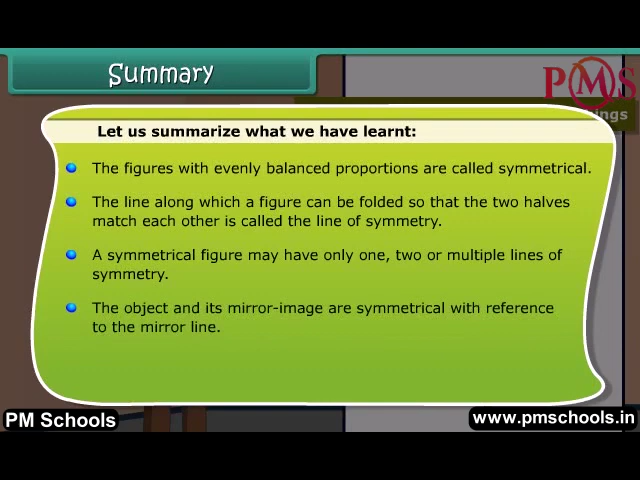 Summary
PMS
ings
Let us summarize what we have learnt:
The figures with evenly balanced proportions are called symmetrical.
The line along which a figure can be folded so that the two halves
match each other is called the line of symmetry.
A symmetrical figure may have only one, two or multiple lines of
symmetry.
The object and its mirror-image are symmetrical with reference
to the mirror line.
PM Schools
www.pmschools.in